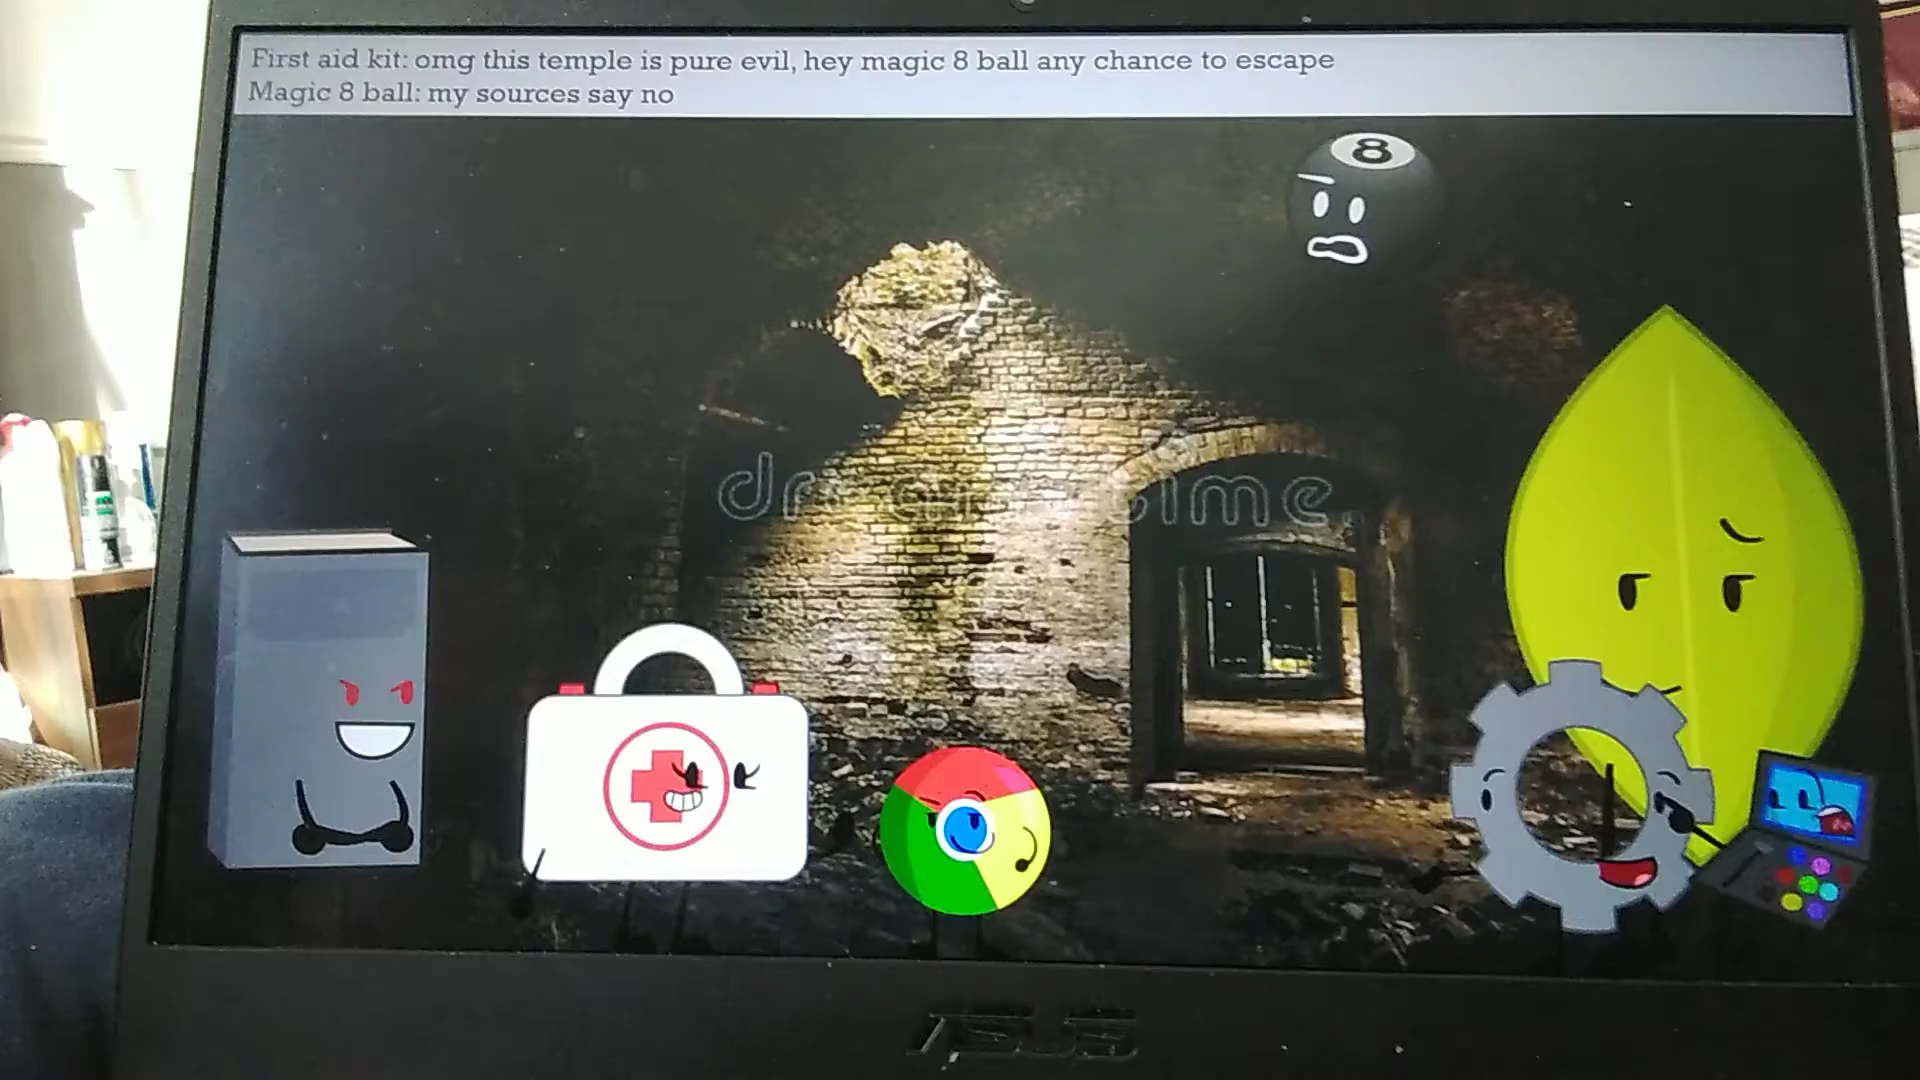 First aid kit: omg this temple is pure evil, hey magic 8 ball any chance to escape
Magic 8 ball: my sources say no
8
dreamstime.
ASUS